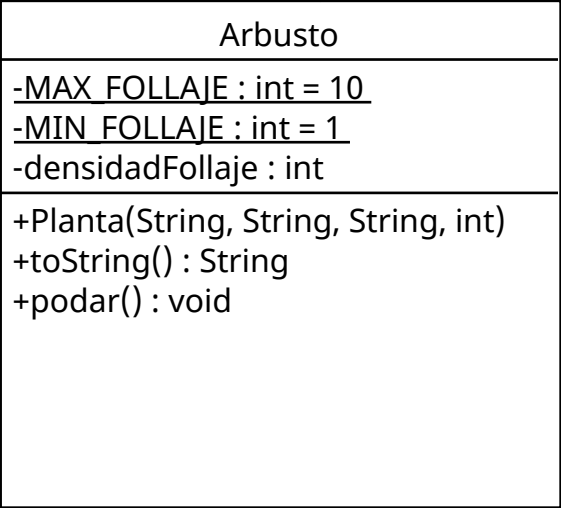 Arbusto
-MAX_FOLLAJE : int = 10
-MIN_FOLLAJE : int = 1
-densidadFollaje : int
+Planta(String, String, String, int)
+toString() : String
+podar() : void